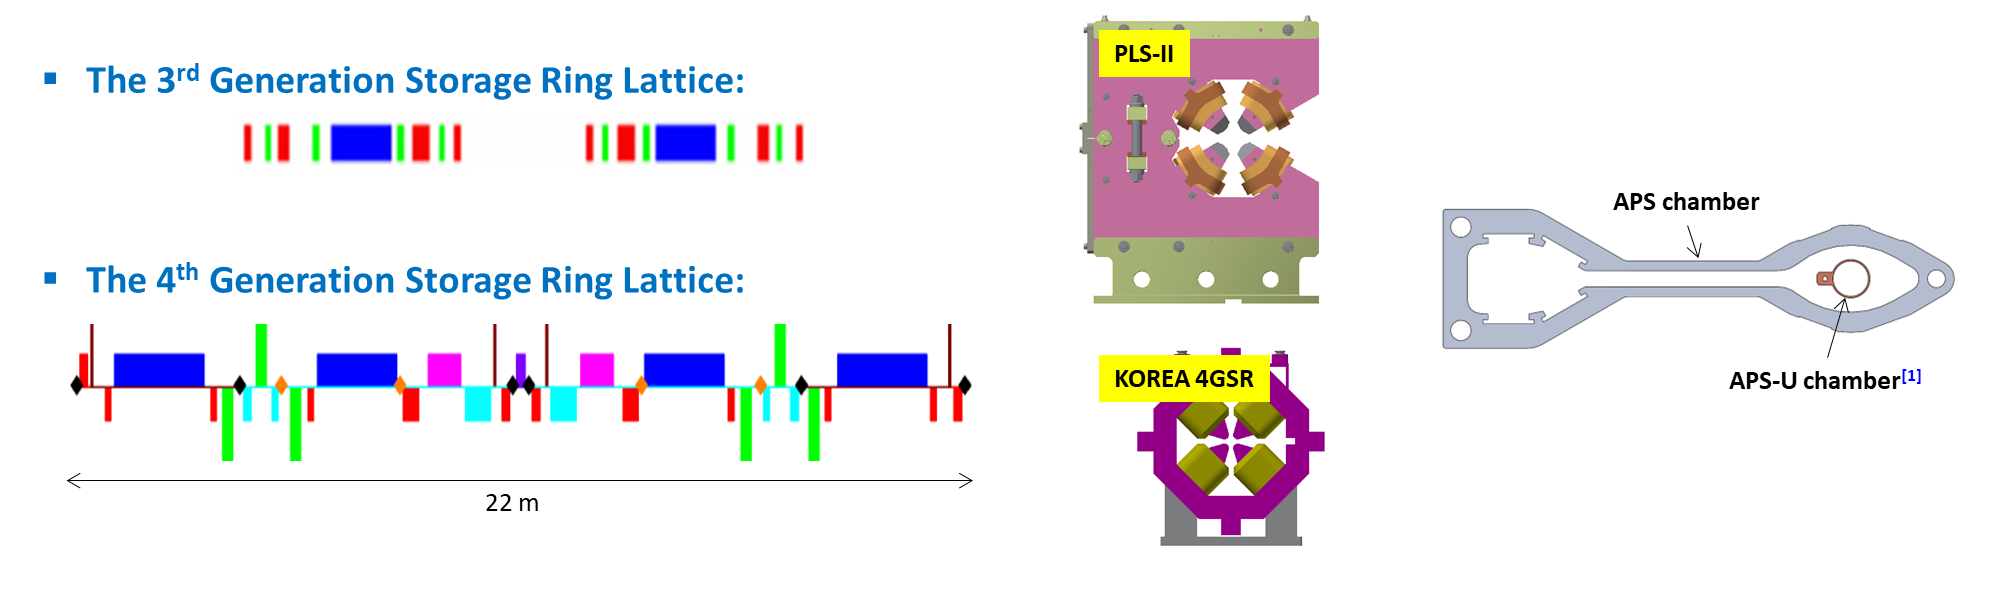 ▪ The 3rd Generation Storage Ring Lattice:
▪ The 4th Generation Storage Ring Lattice:
22 m
PLS-II
KOREA 4GSR
APS chamber
APS-U chamber[1]